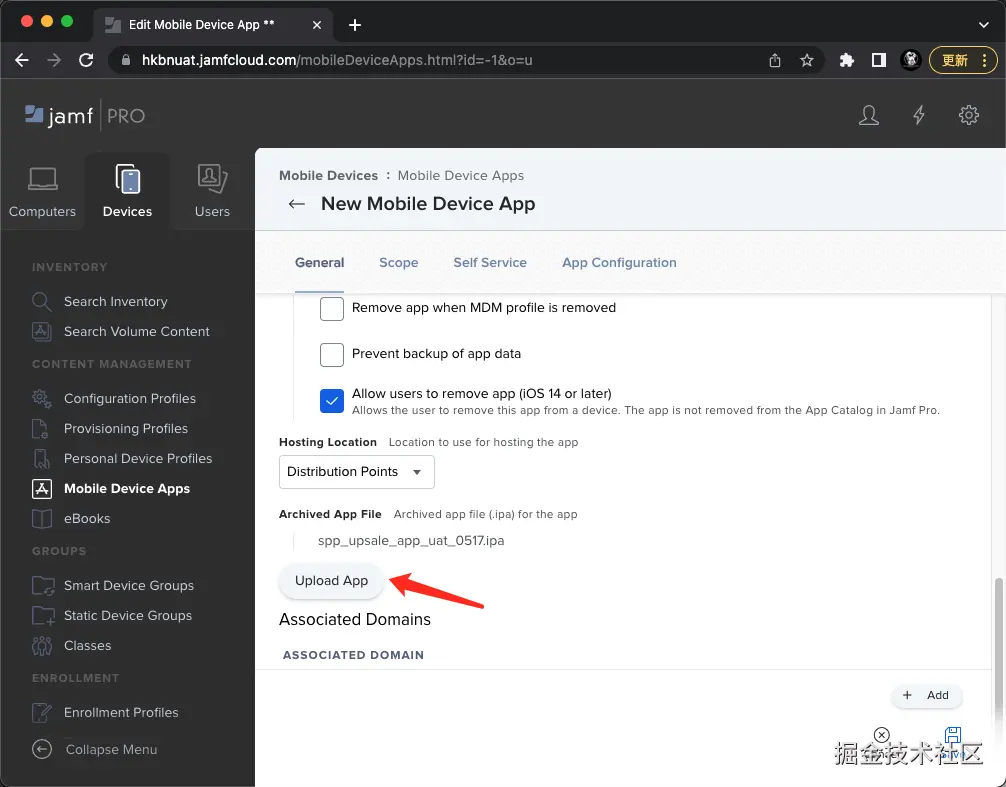 Edit Mobile Device App **
hkbnuat.jamfcloud.com/mobileDeviceApps.html?id=-1&o=u
更新
jamf PRO
Computers
Devices
Users
INVENTORY
Search Inventory
Search Volume Content
CONTENT MANAGEMENT
Configuration Profiles
Provisioning Profiles
Personal Device Profiles
Mobile Device Apps
eBooks
GROUPS
Smart Device Groups
Static Device Groups
Classes
ENROLLMENT
Enrollment Profiles
Collapse Menu
Mobile Devices : Mobile Device Apps
← New Mobile Device App
General Scope Self Service App Configuration
Remove app when MDM profile is removed
Prevent backup of app data
Allow users to remove app (iOS 14 or later)
Allows the user to remove this app from a device. The app is not removed from the App Catalog in Jamf Pro.
Hosting Location Location to use for hosting the app
Distribution Points
Archived App File Archived app file (.ipa) for the app
spp_upsale_app_uat_0517.ipa
Upload App
Associated Domains
ASSOCIATED DOMAIN
+ Add
掘金技术社区